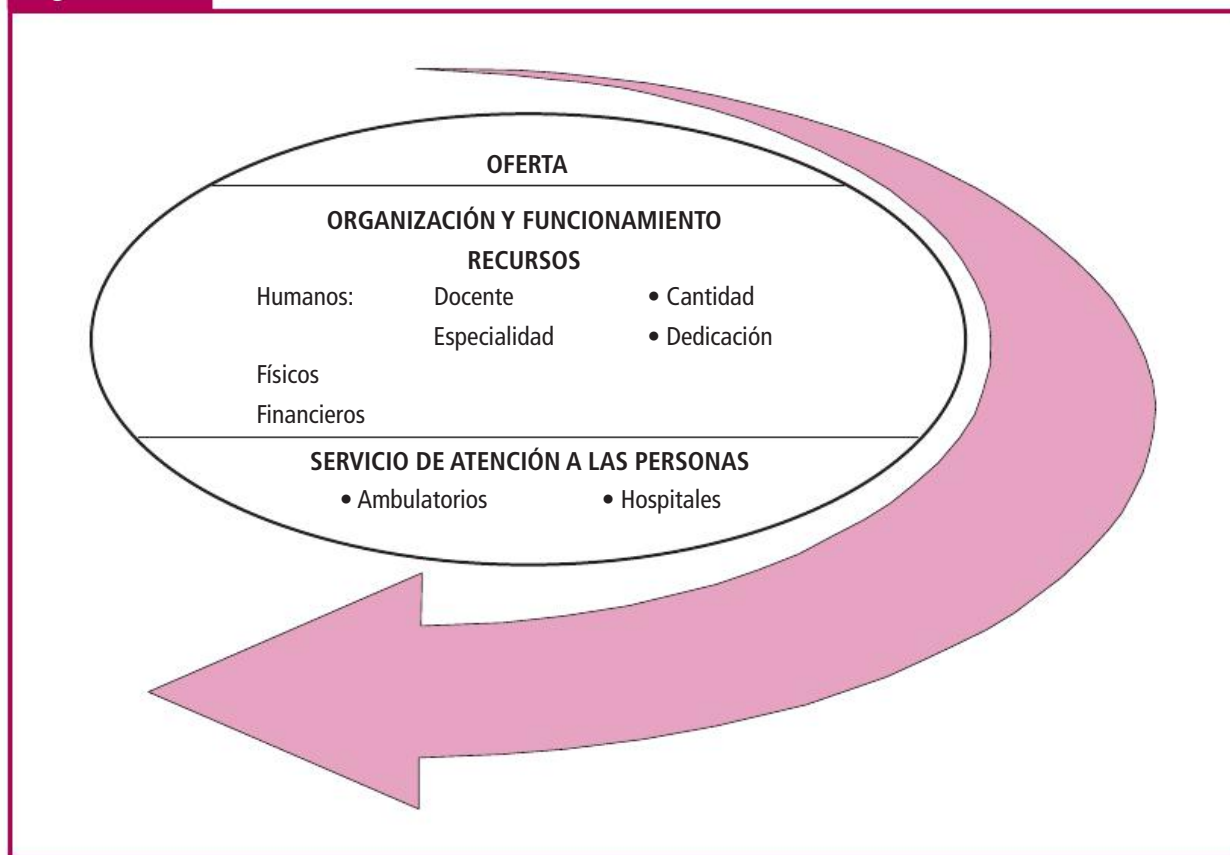 OFERTA
ORGANIZACIÓN Y FUNCIONAMIENTO
RECURSOS
Humanos: Docente • Cantidad
Especialidad • Dedicación
Físicos
Financieros
SERVICIO DE ATENCIÓN A LAS PERSONAS
• Ambulatorios • Hospitales